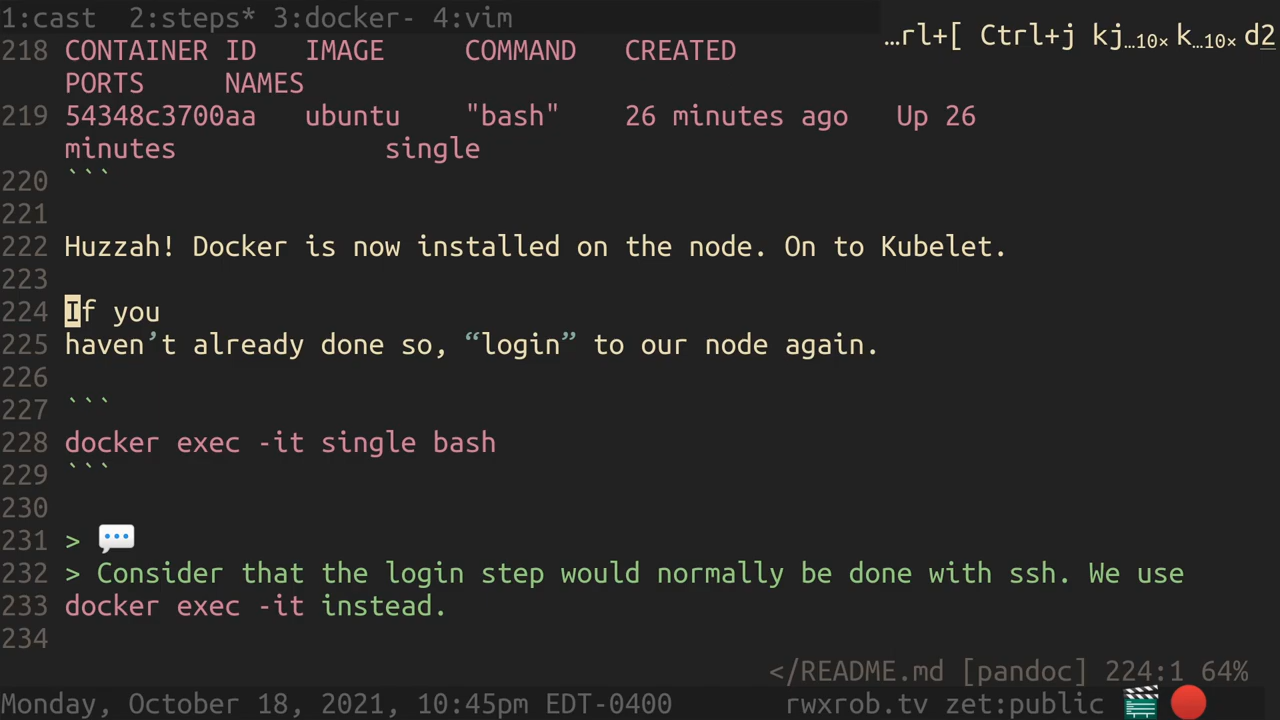 1:cast  2:steps* 3:docker- 4:vim
…rl+[ Ctrl+j kj…10× k…10× d2
218 CONTAINER ID   IMAGE     COMMAND   CREATED
PORTS     NAMES
219 54348c3700aa   ubuntu    "bash"    26 minutes ago   Up 26
minutes             single
220 ```
221
222 Huzzah! Docker is now installed on the node. On to Kubelet.
223
224 If you
225 haven’t already done so, “login” to our node again.
226
227 ```
228 docker exec -it single bash
229 ```
230
231 > 💬
232 > Consider that the login step would normally be done with ssh. We use
233 docker exec -it instead.
234
</README.md [pandoc] 224:1 64%
Monday, October 18, 2021, 10:45pm EDT-0400       rwxrob.tv zet:public 🎬 🔴